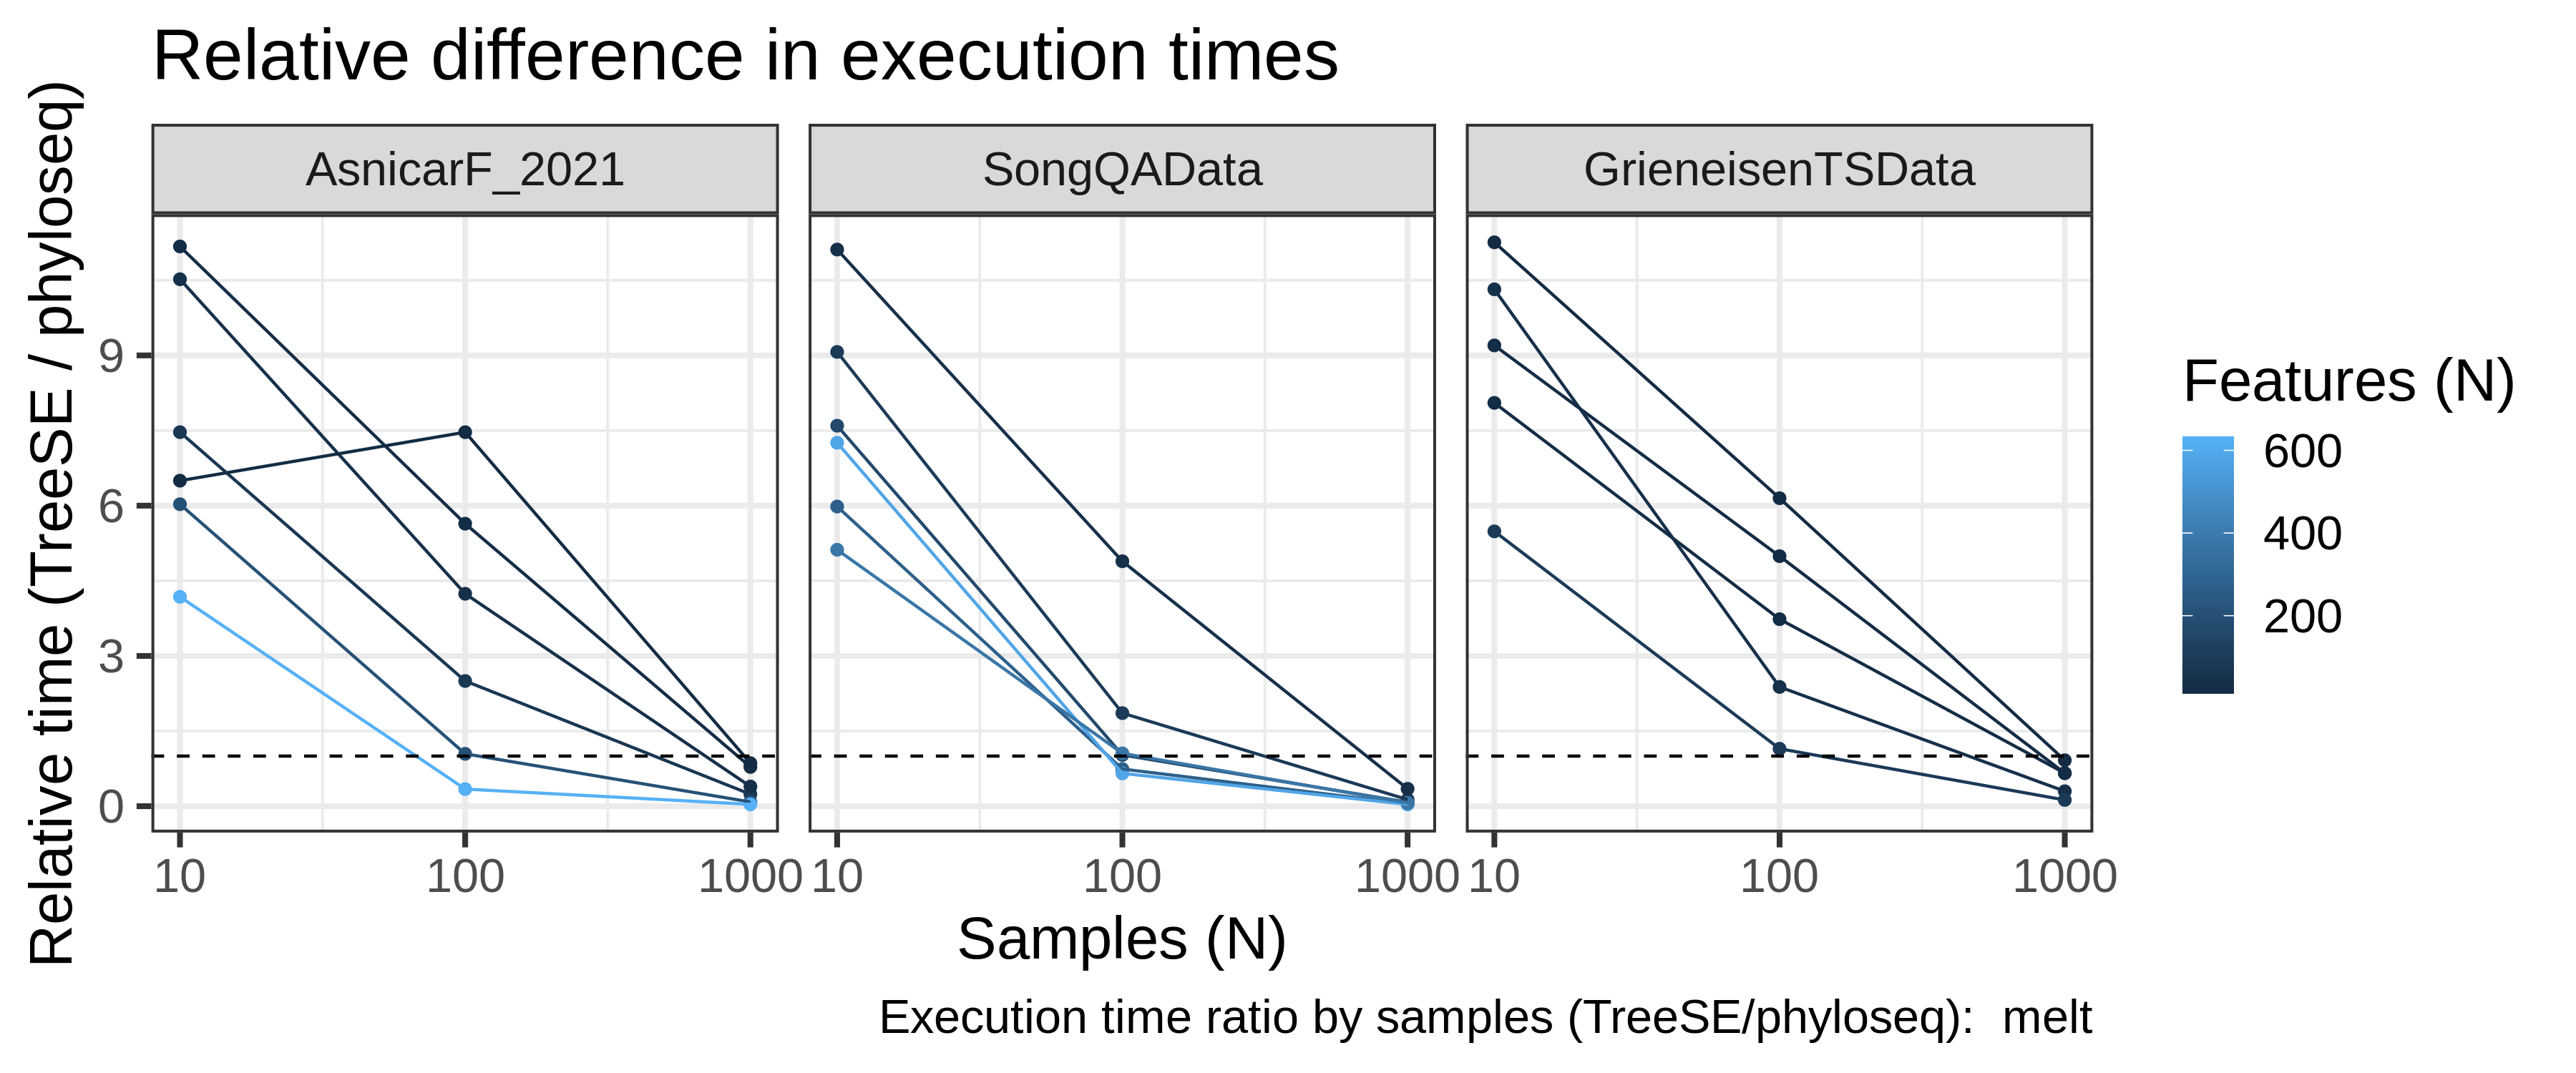 Relative difference in execution times
Relative time (TreeSE / phyloseq)
AsnicarF_2021
SongQAData
GrieneisenTSData
9
6
3
0
10 100 1000
10 100 1000
10 100 1000
Samples (N)
Features (N)
600
400
200
Execution time ratio by samples (TreeSE/phyloseq):  melt